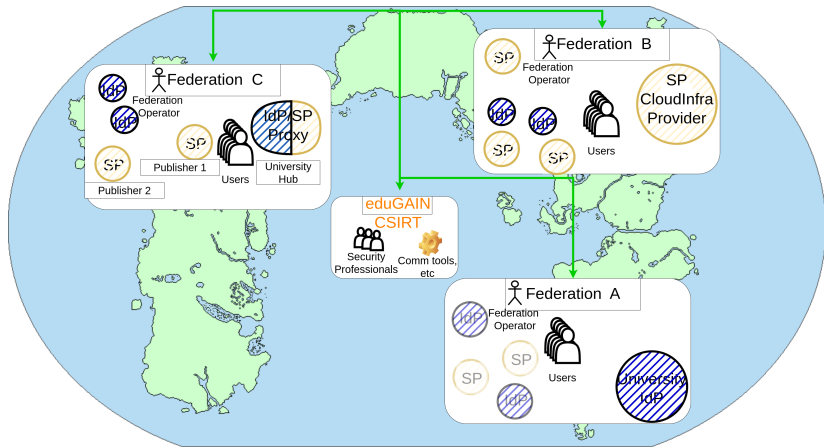 Federation C
IdP
Federation
Operator
IdP
SP
SP
Publisher 1
Publisher 2
Users
IdP/SP
Proxy
University
Hub
Federation B
SP
Federation
Operator
IdP
IdP
SP
SP
Users
SP
CloudInfra
Provider
eduGAIN
CSIRT
Security
Professionals
Comm tools,
etc
Federation A
IdP
Federation
Operator
SP
SP
IdP
Users
University
IdP